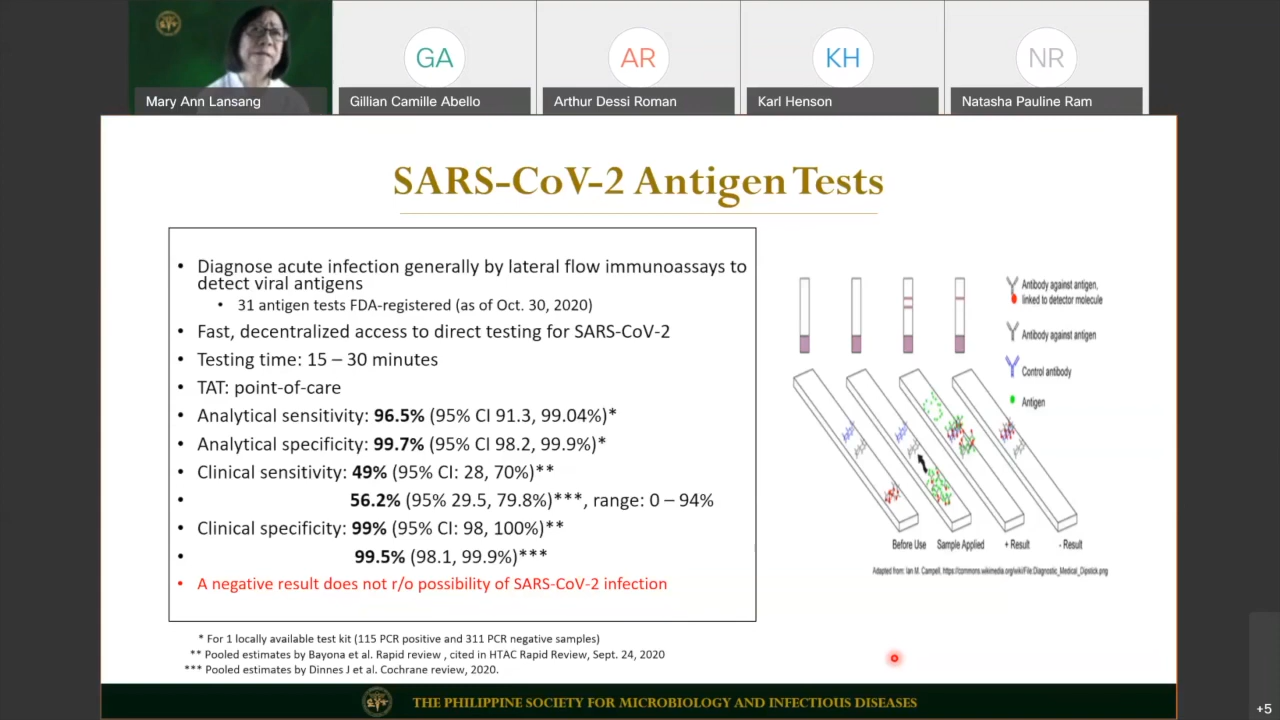 GA
AR
KH
NR
Mary Ann Lansang
Gillian Camille Abello
Arthur Dessi Roman
Karl Henson
Natasha Pauline Ram
SARS-CoV-2 Antigen Tests
• Diagnose acute infection generally by lateral flow immunoassays to
detect viral antigens
• 31 antigen tests FDA-registered (as of Oct. 30, 2020)
• Fast, decentralized access to direct testing for SARS-CoV-2
• Testing time: 15 – 30 minutes
• TAT: point-of-care
• Analytical sensitivity: 96.5% (95% CI 91.3, 99.04%)*
• Analytical specificity: 99.7% (95% CI 98.2, 99.9%)*
• Clinical sensitivity: 49% (95% CI: 28, 70%)**
• 56.2% (95% 29.5, 79.8%)***, range: 0 – 94%
• Clinical specificity: 99% (95% CI: 98, 100%)**
• 99.5% (98.1, 99.9%)***
• A negative result does not r/o possibility of SARS-CoV-2 infection
Antibody against antigen,
linked to detector molecule
Antibody against antigen
Control antibody
Antigen
Before Use
Sample Applied
+ Result
- Result
Adapted from: Ian M. Campell, https://commons.wikimedia.org/wiki/File:Diagnostic_Medical_Dipstick.png
* For 1 locally available test kit (115 PCR positive and 311 PCR negative samples)
** Pooled estimates by Bayona et al. Rapid review , cited in HTAC Rapid Review, Sept. 24, 2020
*** Pooled estimates by Dinnes J et al. Cochrane review, 2020.
THE PHILIPPINE SOCIETY FOR MICROBIOLOGY AND INFECTIOUS DISEASES
+5